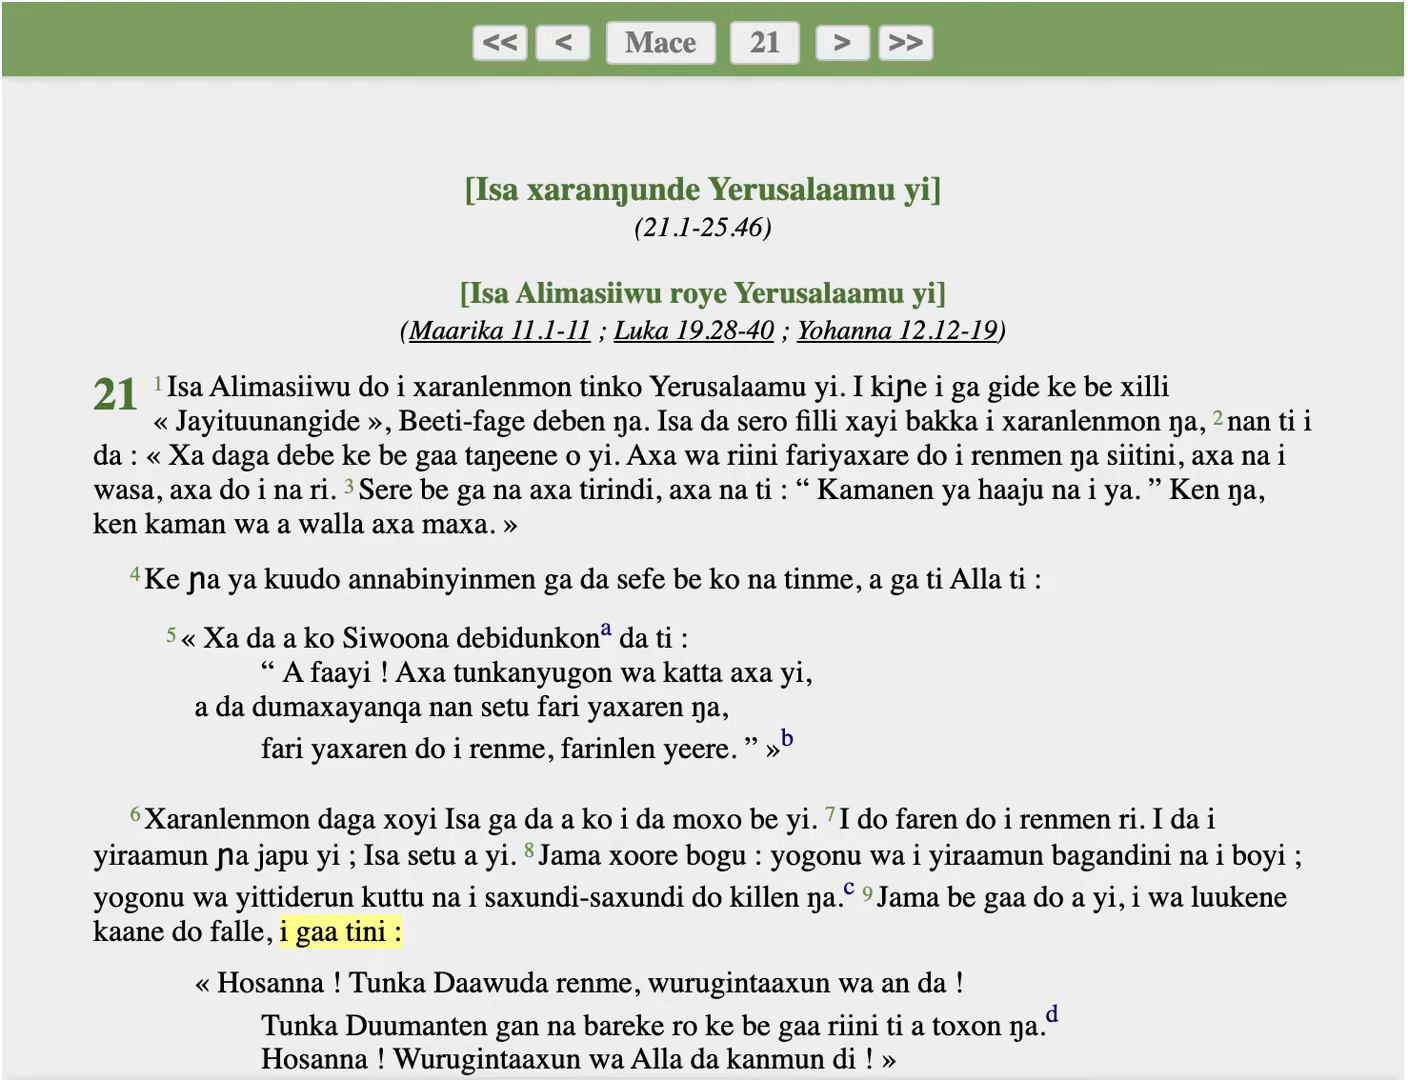 << < Mace 21 > >>
[Isa xaranŋunde Yerusalaamu yi]
(21.1-25.46)
[Isa Alimasiiwu roye Yerusalaamu yi]
(Maarika 11.1-11 ; Luka 19.28-40 ; Yohanna 12.12-19)
21 1 Isa Alimasiiwu do i xaranlenmon tinko Yerusalaamu yi. I kiɲe i ga gide ke be xilli
« Jayituunangide », Beeti-fage deben ŋa. Isa da sero filli xayi bakka i xaranlenmon ŋa, 2 nan ti i
da : « Xa daga debe ke be gaa taŋeene o yi. Axa wa riini fariyaxare do i renmen ŋa siitini, axa na i
wasa, axa do i na ri. 3 Sere be ga na axa tirindi, axa na ti : “ Kamanen ya haaju na i ya. ” Ken ŋa,
ken kaman wa a walla axa maxa. »
4 Ke ɲa ya kuudo annabinyinmen ga da sefe be ko na tinme, a ga ti Alla ti :
5 « Xa da a ko Siwoona debidunkon a da ti :
“ A faayi ! Axa tunkanyugon wa katta axa yi,
a da dumaxayanqa nan setu fari yaxaren ŋa,
fari yaxaren do i renme, farinlen yeere. ” » b
6 Xaranlenmon daga xoyi Isa ga da a ko i da moxo be yi. 7 I do faren do i renmen ri. I da i
yiraamun ɲa japu yi ; Isa setu a yi. 8 Jama xoore bogu : yogonu wa i yiraamun bagandini na i boyi ;
yogonu wa yittiderun kuttu na i saxundi-saxundi do killen ŋa. c 9 Jama be gaa do a yi, i wa luukene
kaane do falle, i gaa tini :
« Hosanna ! Tunka Daawuda renme, wurugintaaxun wa an da !
Tunka Duumanten gan na bareke ro ke be gaa riini ti a toxon ŋa. d
Hosanna ! Wurugintaaxun wa Alla da kanmun di ! »